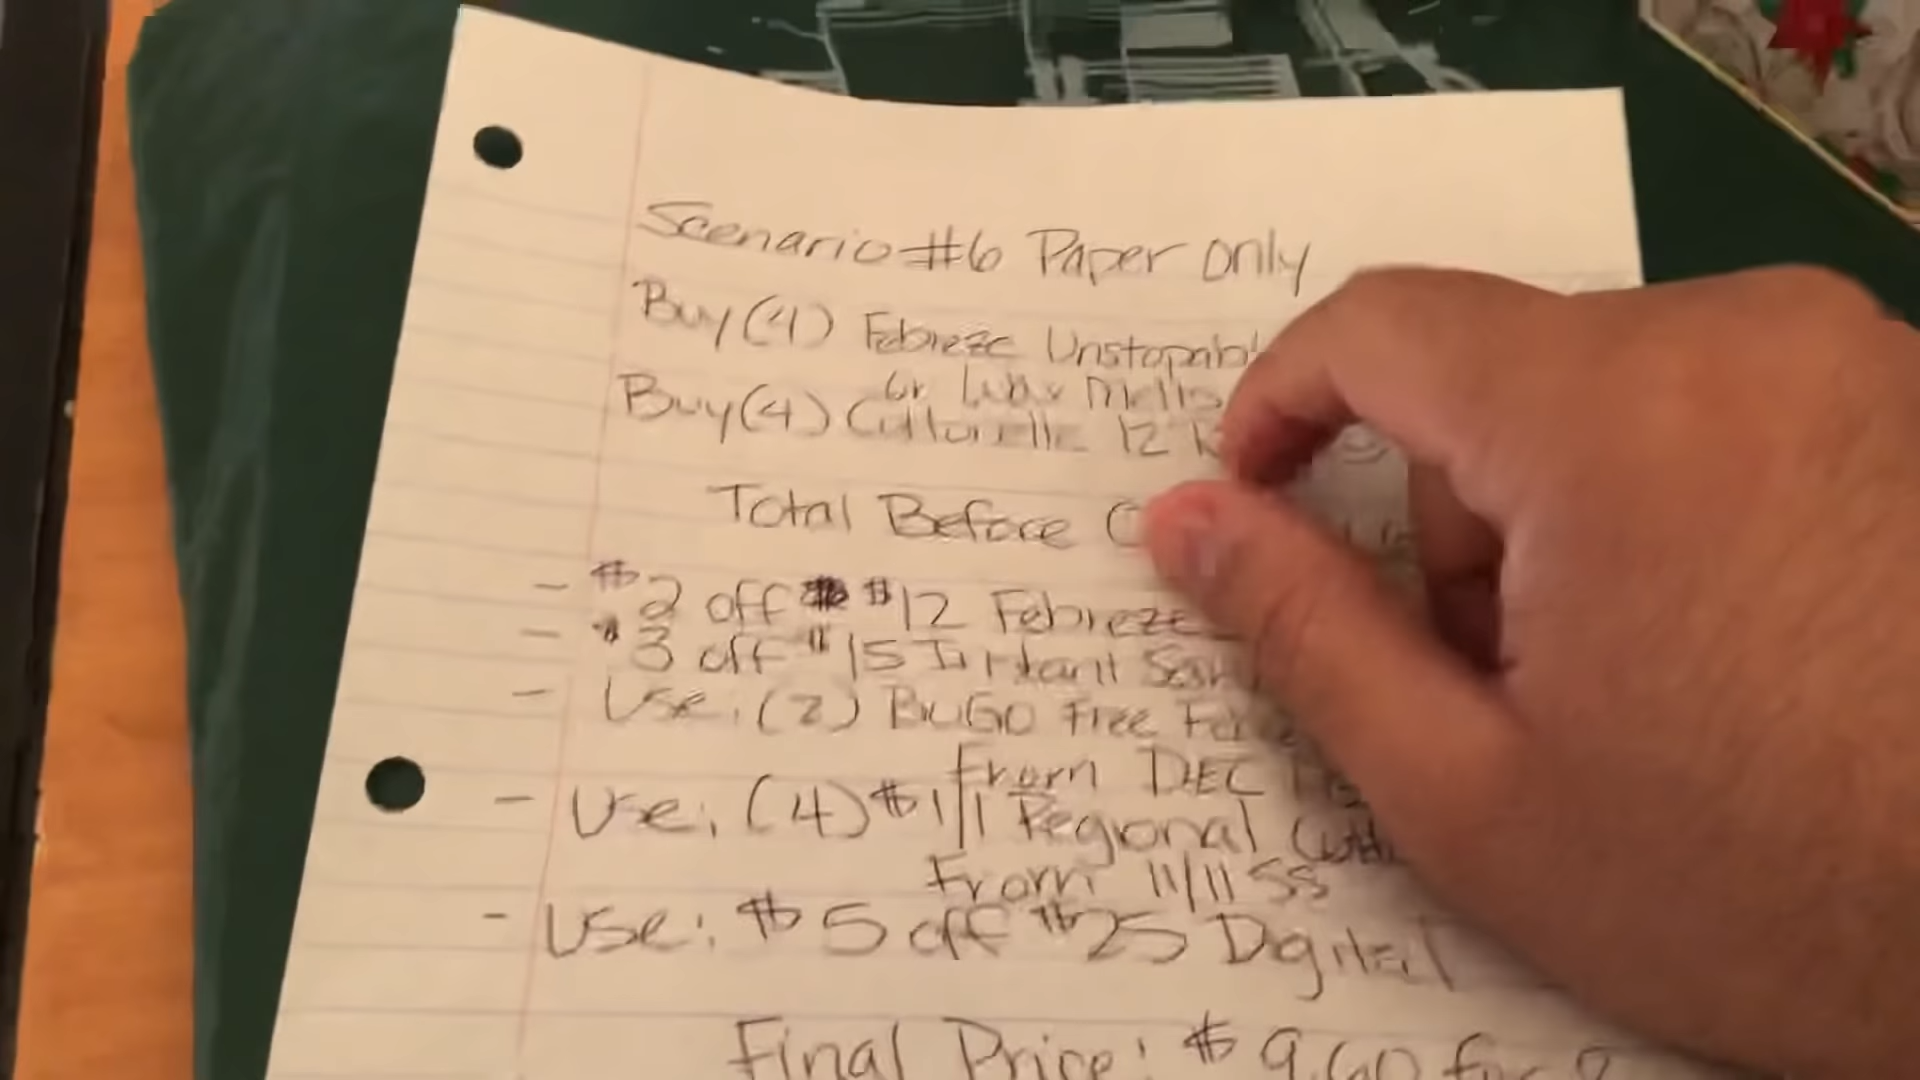 Scenario #6 Paper only
Buy (4) Febreze Unstopabl
or Wax Melts
Buy (4) Culturelle 12
Total Before
- $2 off $12 Febreze
- $3 off $15 Instant
- Use: (2) BOGO Free
From DEC
- Use: (4) $1/1 Regional
From 11/11 SS
- Use: $5 off $25 Digital
Final Price: $9.60 for 8